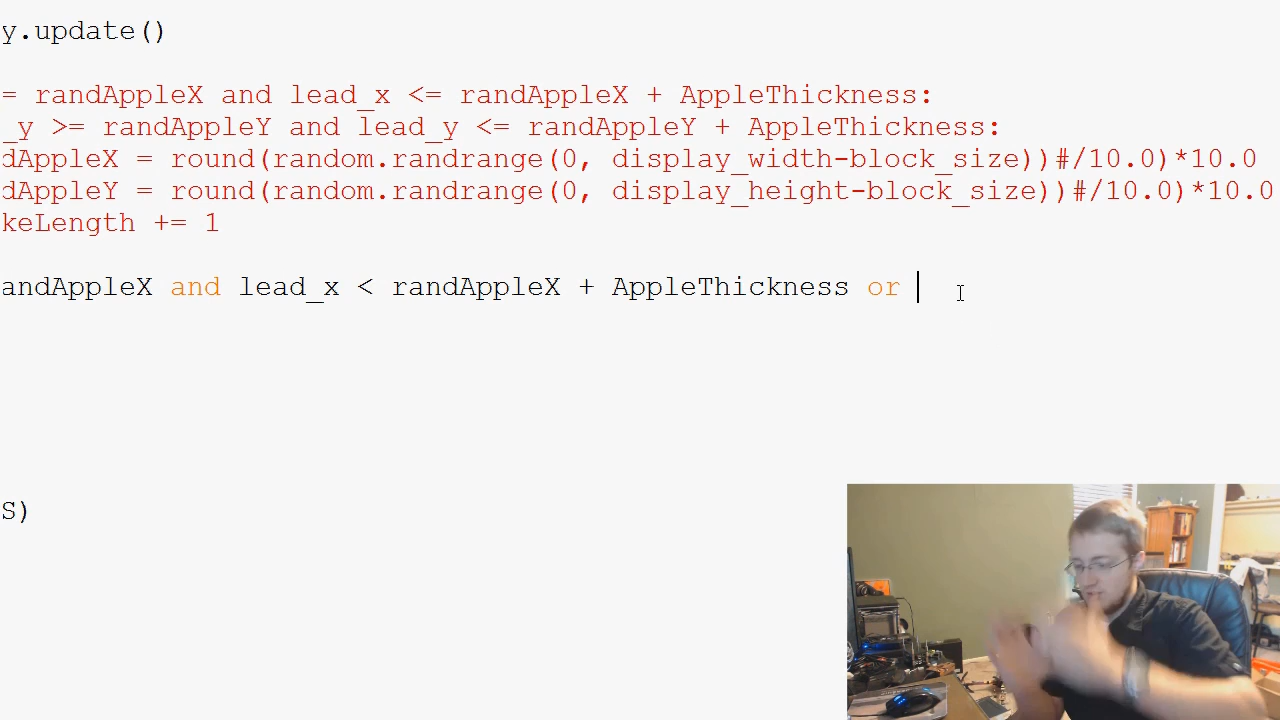 y.update()
= randAppleX and lead_x <= randAppleX + AppleThickness:
_y >= randAppleY and lead_y <= randAppleY + AppleThickness:
dAppleX = round(random.randrange(0, display_width-block_size))#/10.0)*10.0
dAppleY = round(random.randrange(0, display_height-block_size))#/10.0)*10.0
keLength += 1
andAppleX and lead_x < randAppleX + AppleThickness or
S)